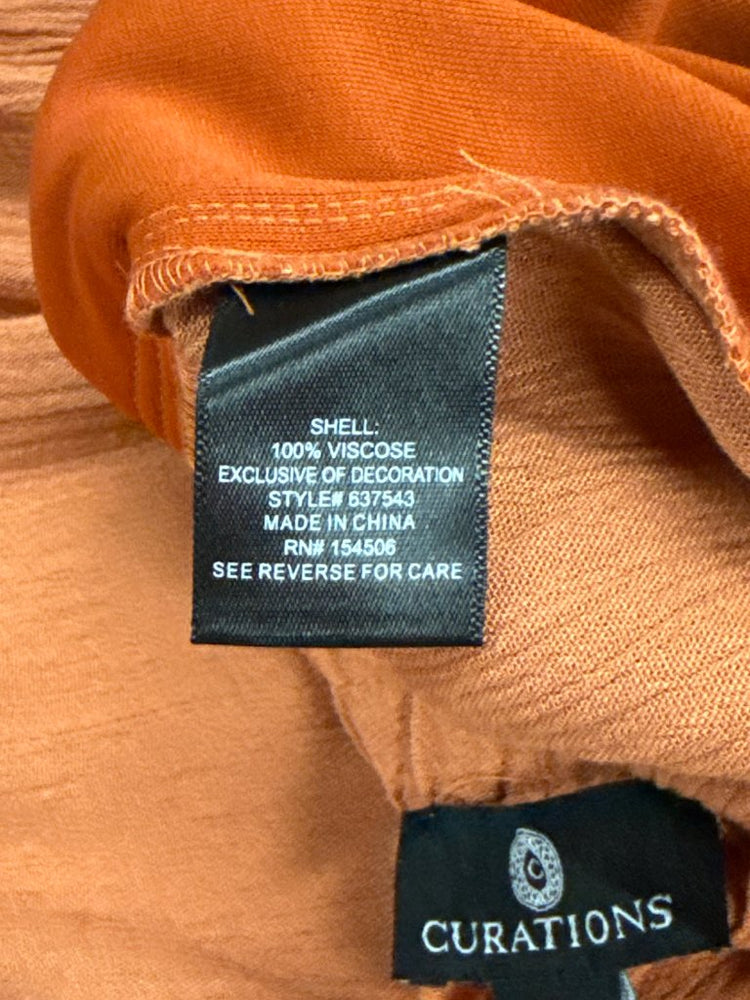 SHELL:
100% VISCOSE
EXCLUSIVE OF DECORATION
STYLE# 637543
MADE IN CHINA
RN# 154506
SEE REVERSE FOR CARE
C
CURATIONS